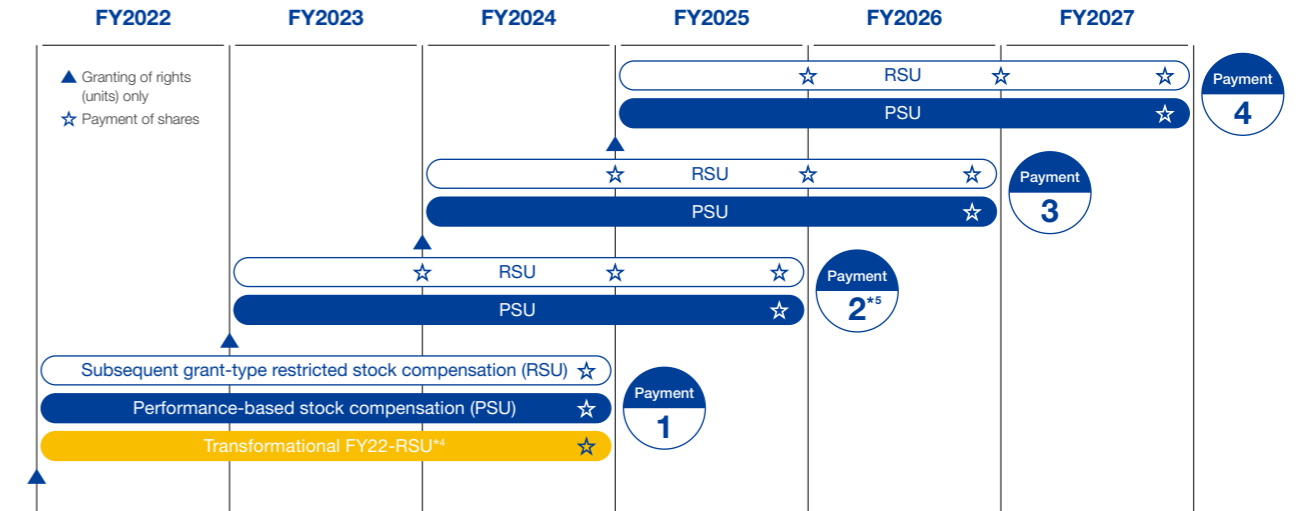 FY2022 FY2023 FY2024 FY2025 FY2026 FY2027
Granting of rights
(units) only
Payment of shares
RSU
PSU
Payment
4
RSU
PSU
Payment
3
RSU
PSU
Payment
2*5
Subsequent grant-type restricted stock compensation (RSU)
Performance-based stock compensation (PSU)
Transformational FY22-RSU*4
Payment
1